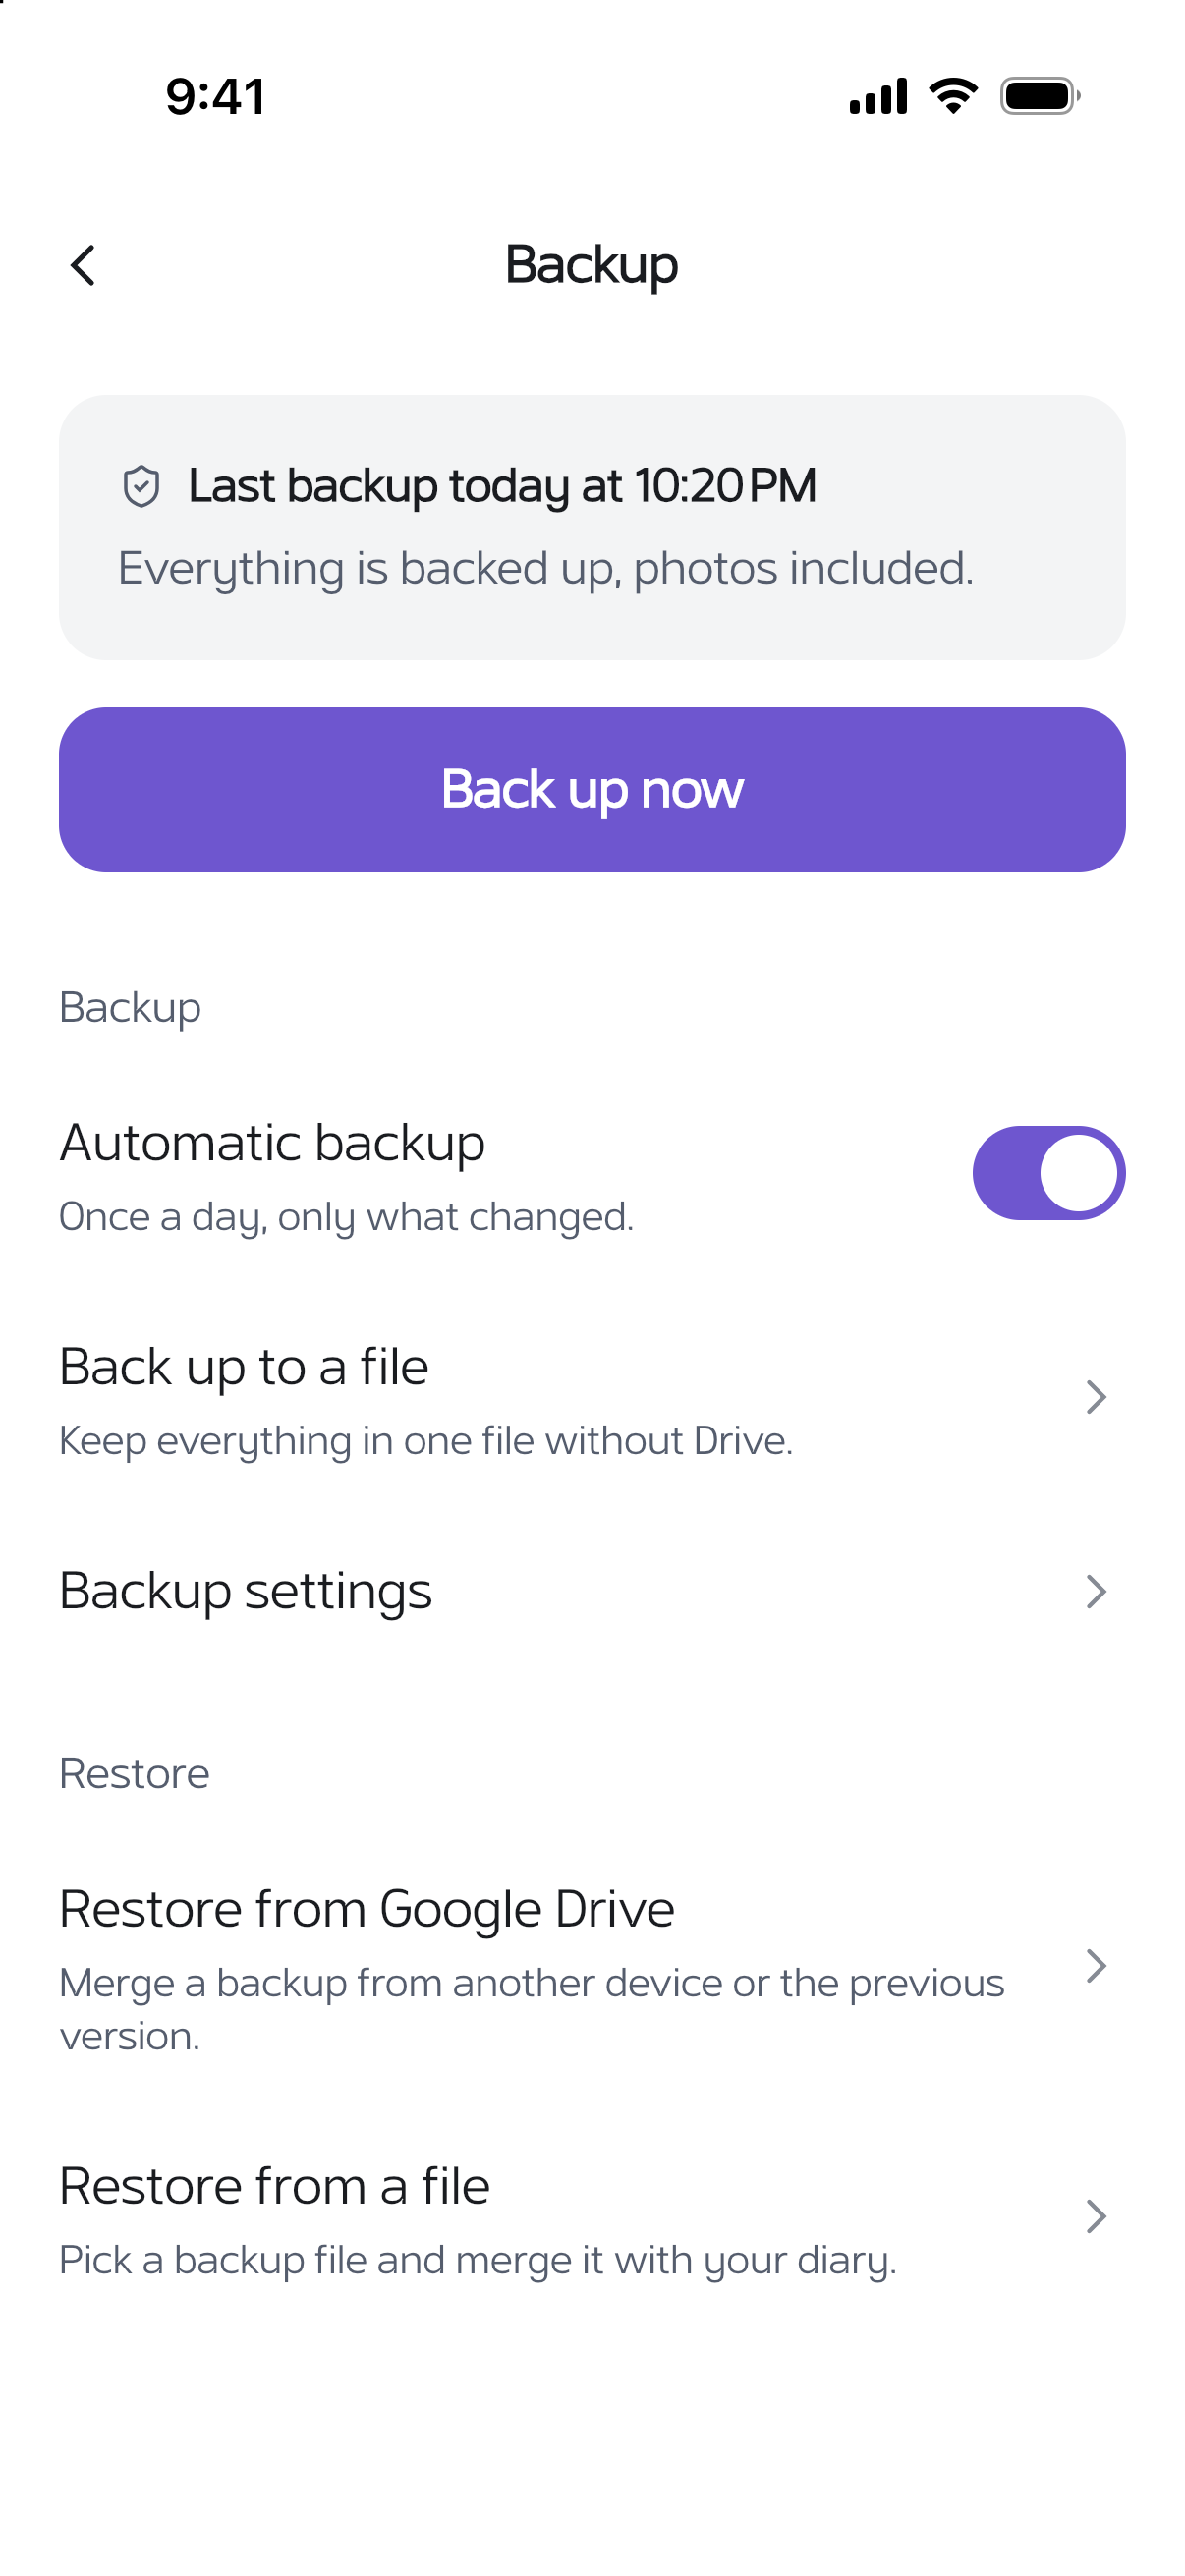 9:41
Backup
Last backup today at 10:20 PM
Everything is backed up, photos included.
Back up now
Backup
Automatic backup
Once a day, only what changed.
Back up to a file
Keep everything in one file without Drive.
Backup settings
Restore
Restore from Google Drive
Merge a backup from another device or the previous
version.
Restore from a file
Pick a backup file and merge it with your diary.